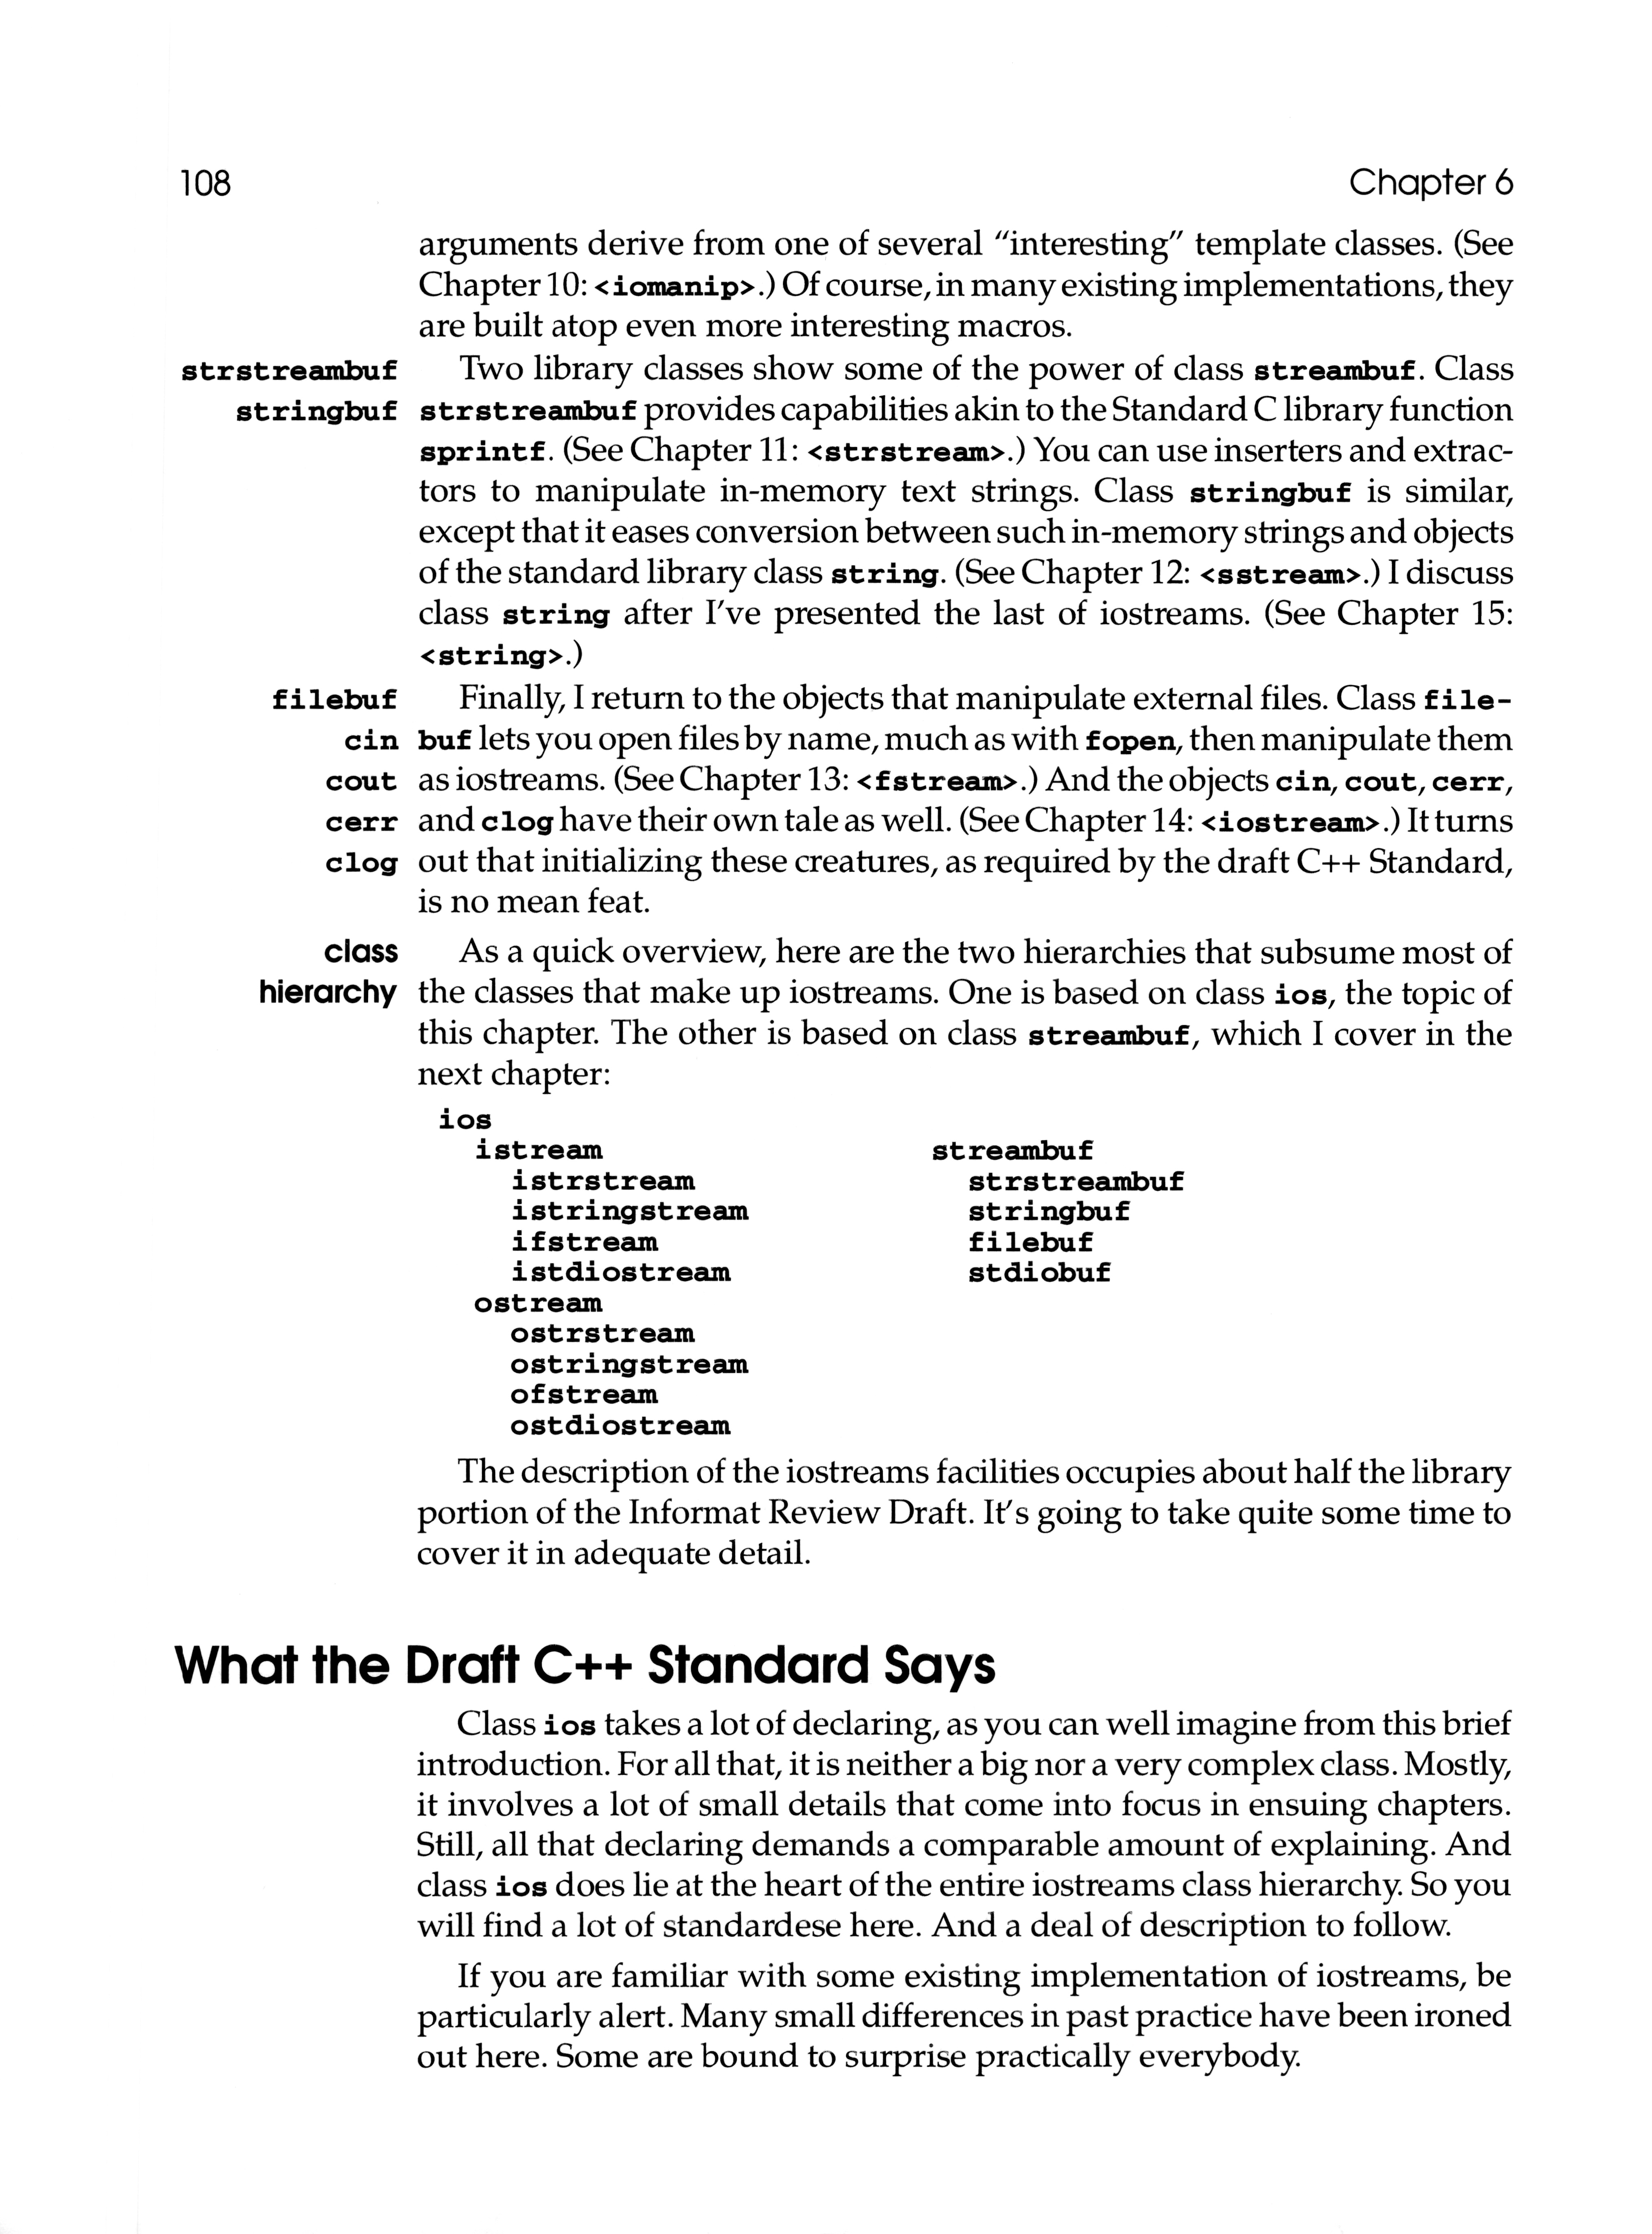 108 Chapter 6
arguments derive from one of several “interesting” template classes. (See
Chapter 10: <iomanip>.) Of course, in many existing implementations, they
are built atop even more interesting macros.
strstreambuf Two library classes show some of the power of class streambuf. Class
stringbuf strstreambuf provides capabilities akin to the Standard C library function
sprintf. (See Chapter 11: <strstream>.) You can use inserters and extrac-
tors to manipulate in-memory text strings. Class stringbuf is similar,
except that it eases conversion between such in-memory strings and objects
of the standard library class string. (See Chapter 12: <sstream>.) I discuss
class string after I've presented the last of iostreams. (See Chapter 15:
<string>.)
filebuf Finally, I return to the objects that manipulate external files. Class file-
cin buf lets you open files by name, much as with fopen, then manipulate them
cout as iostreams. (See Chapter 13: <fstream>.) And the objects cin, cout, cerr,
cerr and clog have their own tale as well. (See Chapter 14: <iostream>.) It turns
clog out that initializing these creatures, as required by the draft C++ Standard,
is no mean feat.
class As a quick overview, here are the two hierarchies that subsume most of
hierarchy the classes that make up iostreams. One is based on class ios, the topic of
this chapter. The other is based on class streambuf, which I cover in the
next chapter:
ios
istream streambuf
istrstream strstreambuf
istringstream stringbuf
ifstream filebuf
istdiostream stdiobuf
ostream
ostrstream
ostringstream
ofstream
ostdiostream
The description of the iostreams facilities occupies about half the library
portion of the Informat Review Draft. It's going to take quite some time to
cover it in adequate detail.
What the Draft C++ Standard Says
Class ios takes a lot of declaring, as you can well imagine from this brief
introduction. For all that, it is neither a big nor a very complex class. Mostly,
it involves a lot of small details that come into focus in ensuing chapters.
Still, all that declaring demands a comparable amount of explaining. And
class ios does lie at the heart of the entire iostreams class hierarchy. So you
will find a lot of standardese here. And a deal of description to follow.
If you are familiar with some existing implementation of iostreams, be
particularly alert. Many small differences in past practice have been ironed
out here. Some are bound to surprise practically everybody.